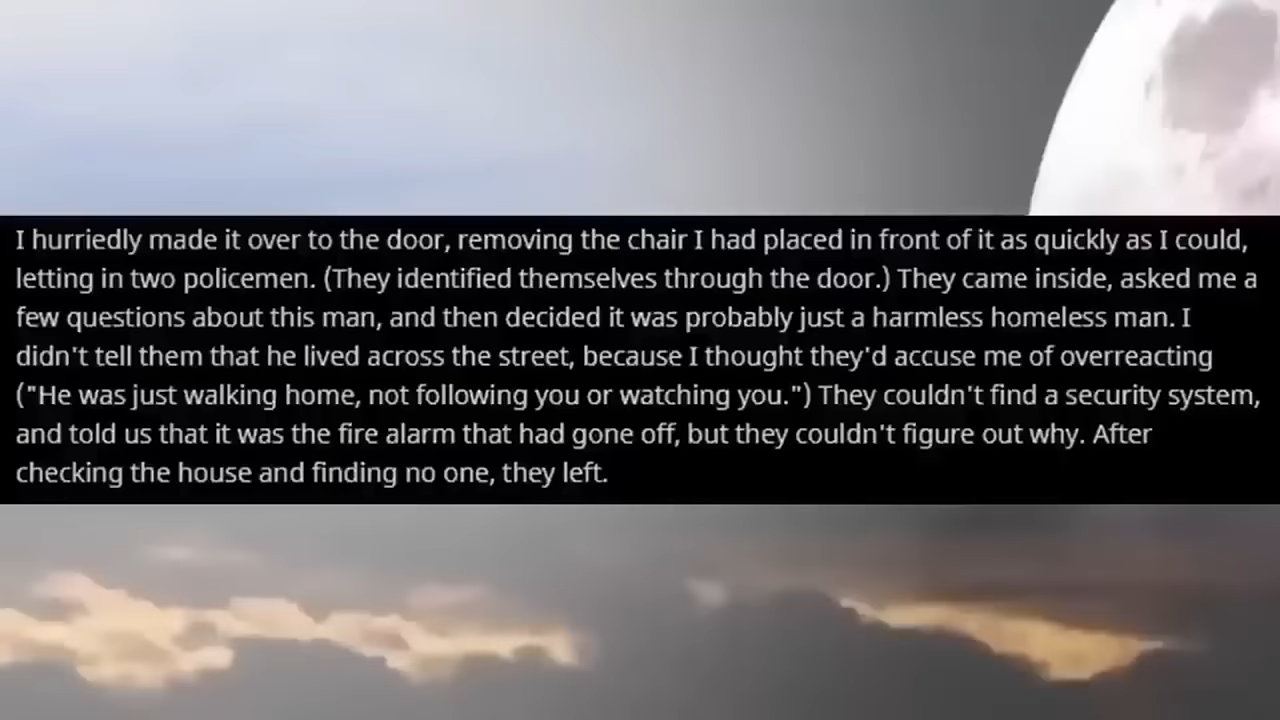 I hurriedly made it over to the door, removing the chair I had placed in front of it as quickly as I could,
letting in two policemen. (They identified themselves through the door.) They came inside, asked me a
few questions about this man, and then decided it was probably just a harmless homeless man. I
didn't tell them that he lived across the street, because I thought they'd accuse me of overreacting
("He was just walking home, not following you or watching you.") They couldn't find a security system,
and told us that it was the fire alarm that had gone off, but they couldn't figure out why. After
checking the house and finding no one, they left.